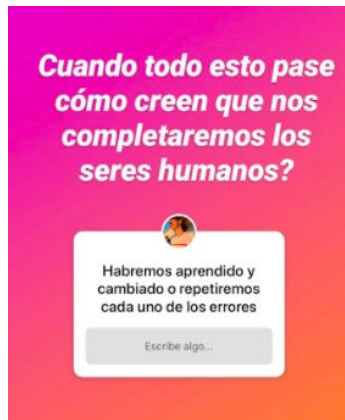 Cuando todo esto pase
cómo creen que nos
completaremos los
seres humanos?
Habremos aprendido y
cambiado o repetiremos
cada uno de los errores
Escribe algo...